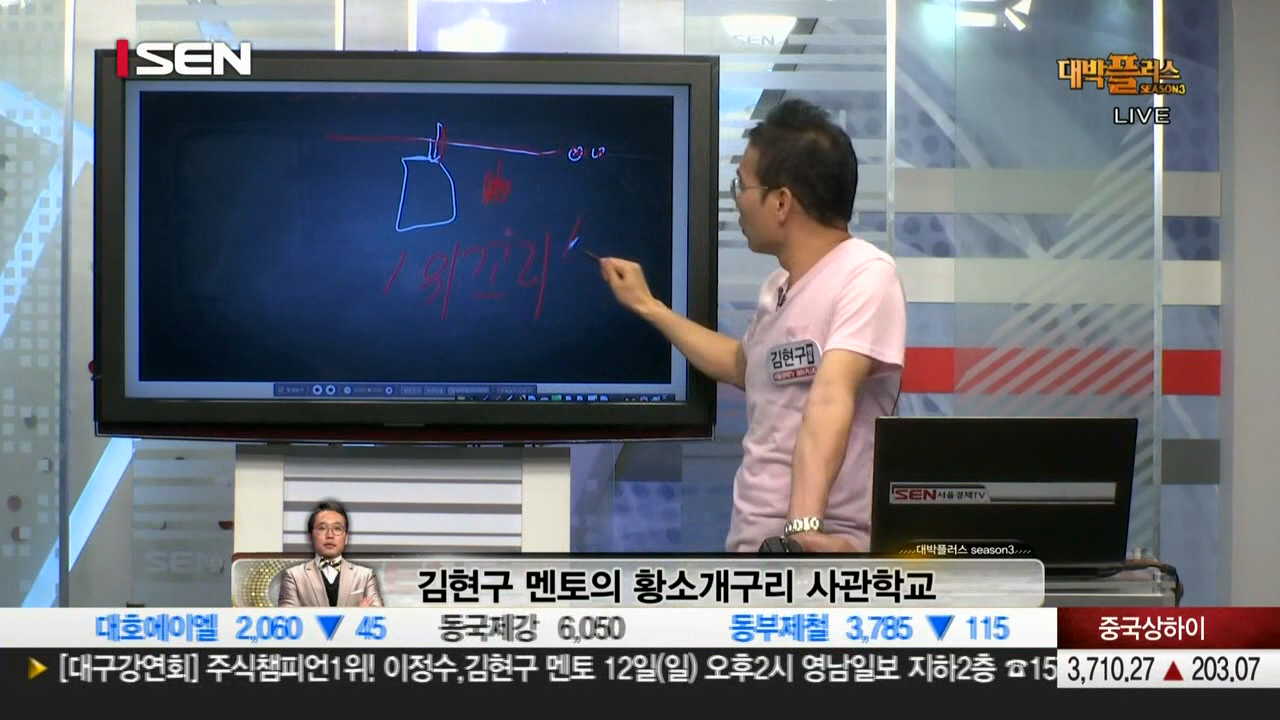 SEN
대박플러스
SEASON3
LIVE
SEN
위꼬리
김현구
SEN 서울경제TV
SEN
대박플러스 season3
김현구 멘토의 황소개구리 사관학교
대호에이엘 2,060 ▼ 45 동국제강 6,050 동부제철 3,785 ▼ 115 중국상하이
[대구강연회] 주식챔피언1위! 이정수,김현구 멘토 12일(일) 오후2시 영남일보 지하2층 ☎15 3,710.27 ▲ 203.07